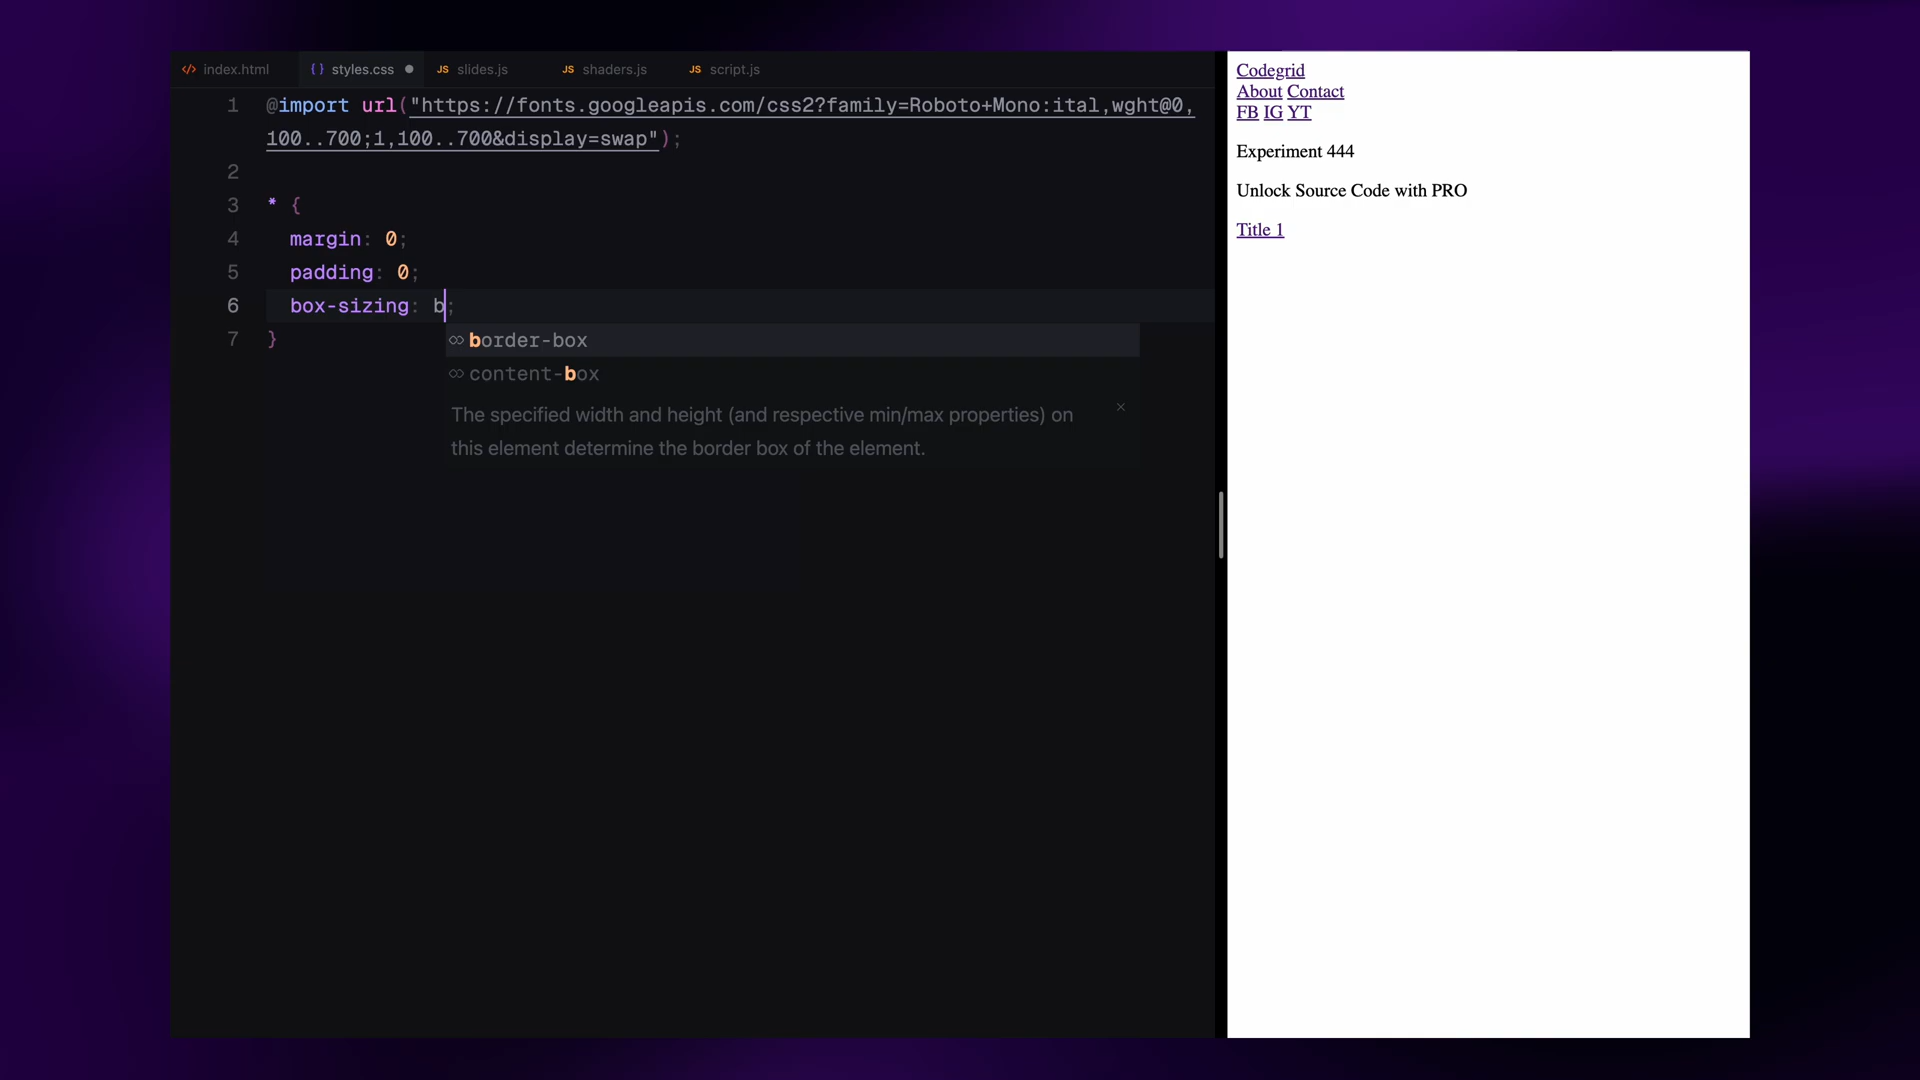 index.html
styles.css
JS slides.js
JS shaders.js
JS script.js
1 @import url("https://fonts.googleapis.com/css2?family=Roboto+Mono:ital,wght@0,
100..700;1,100..700&display=swap");
2
3 * {
4 margin: 0;
5 padding: 0;
6 box-sizing: b;
7 }
border-box
content-box
The specified width and height (and respective min/max properties) on
this element determine the border box of the element.
Codegrid
About Contact
FB IG YT
Experiment 444
Unlock Source Code with PRO
Title 1